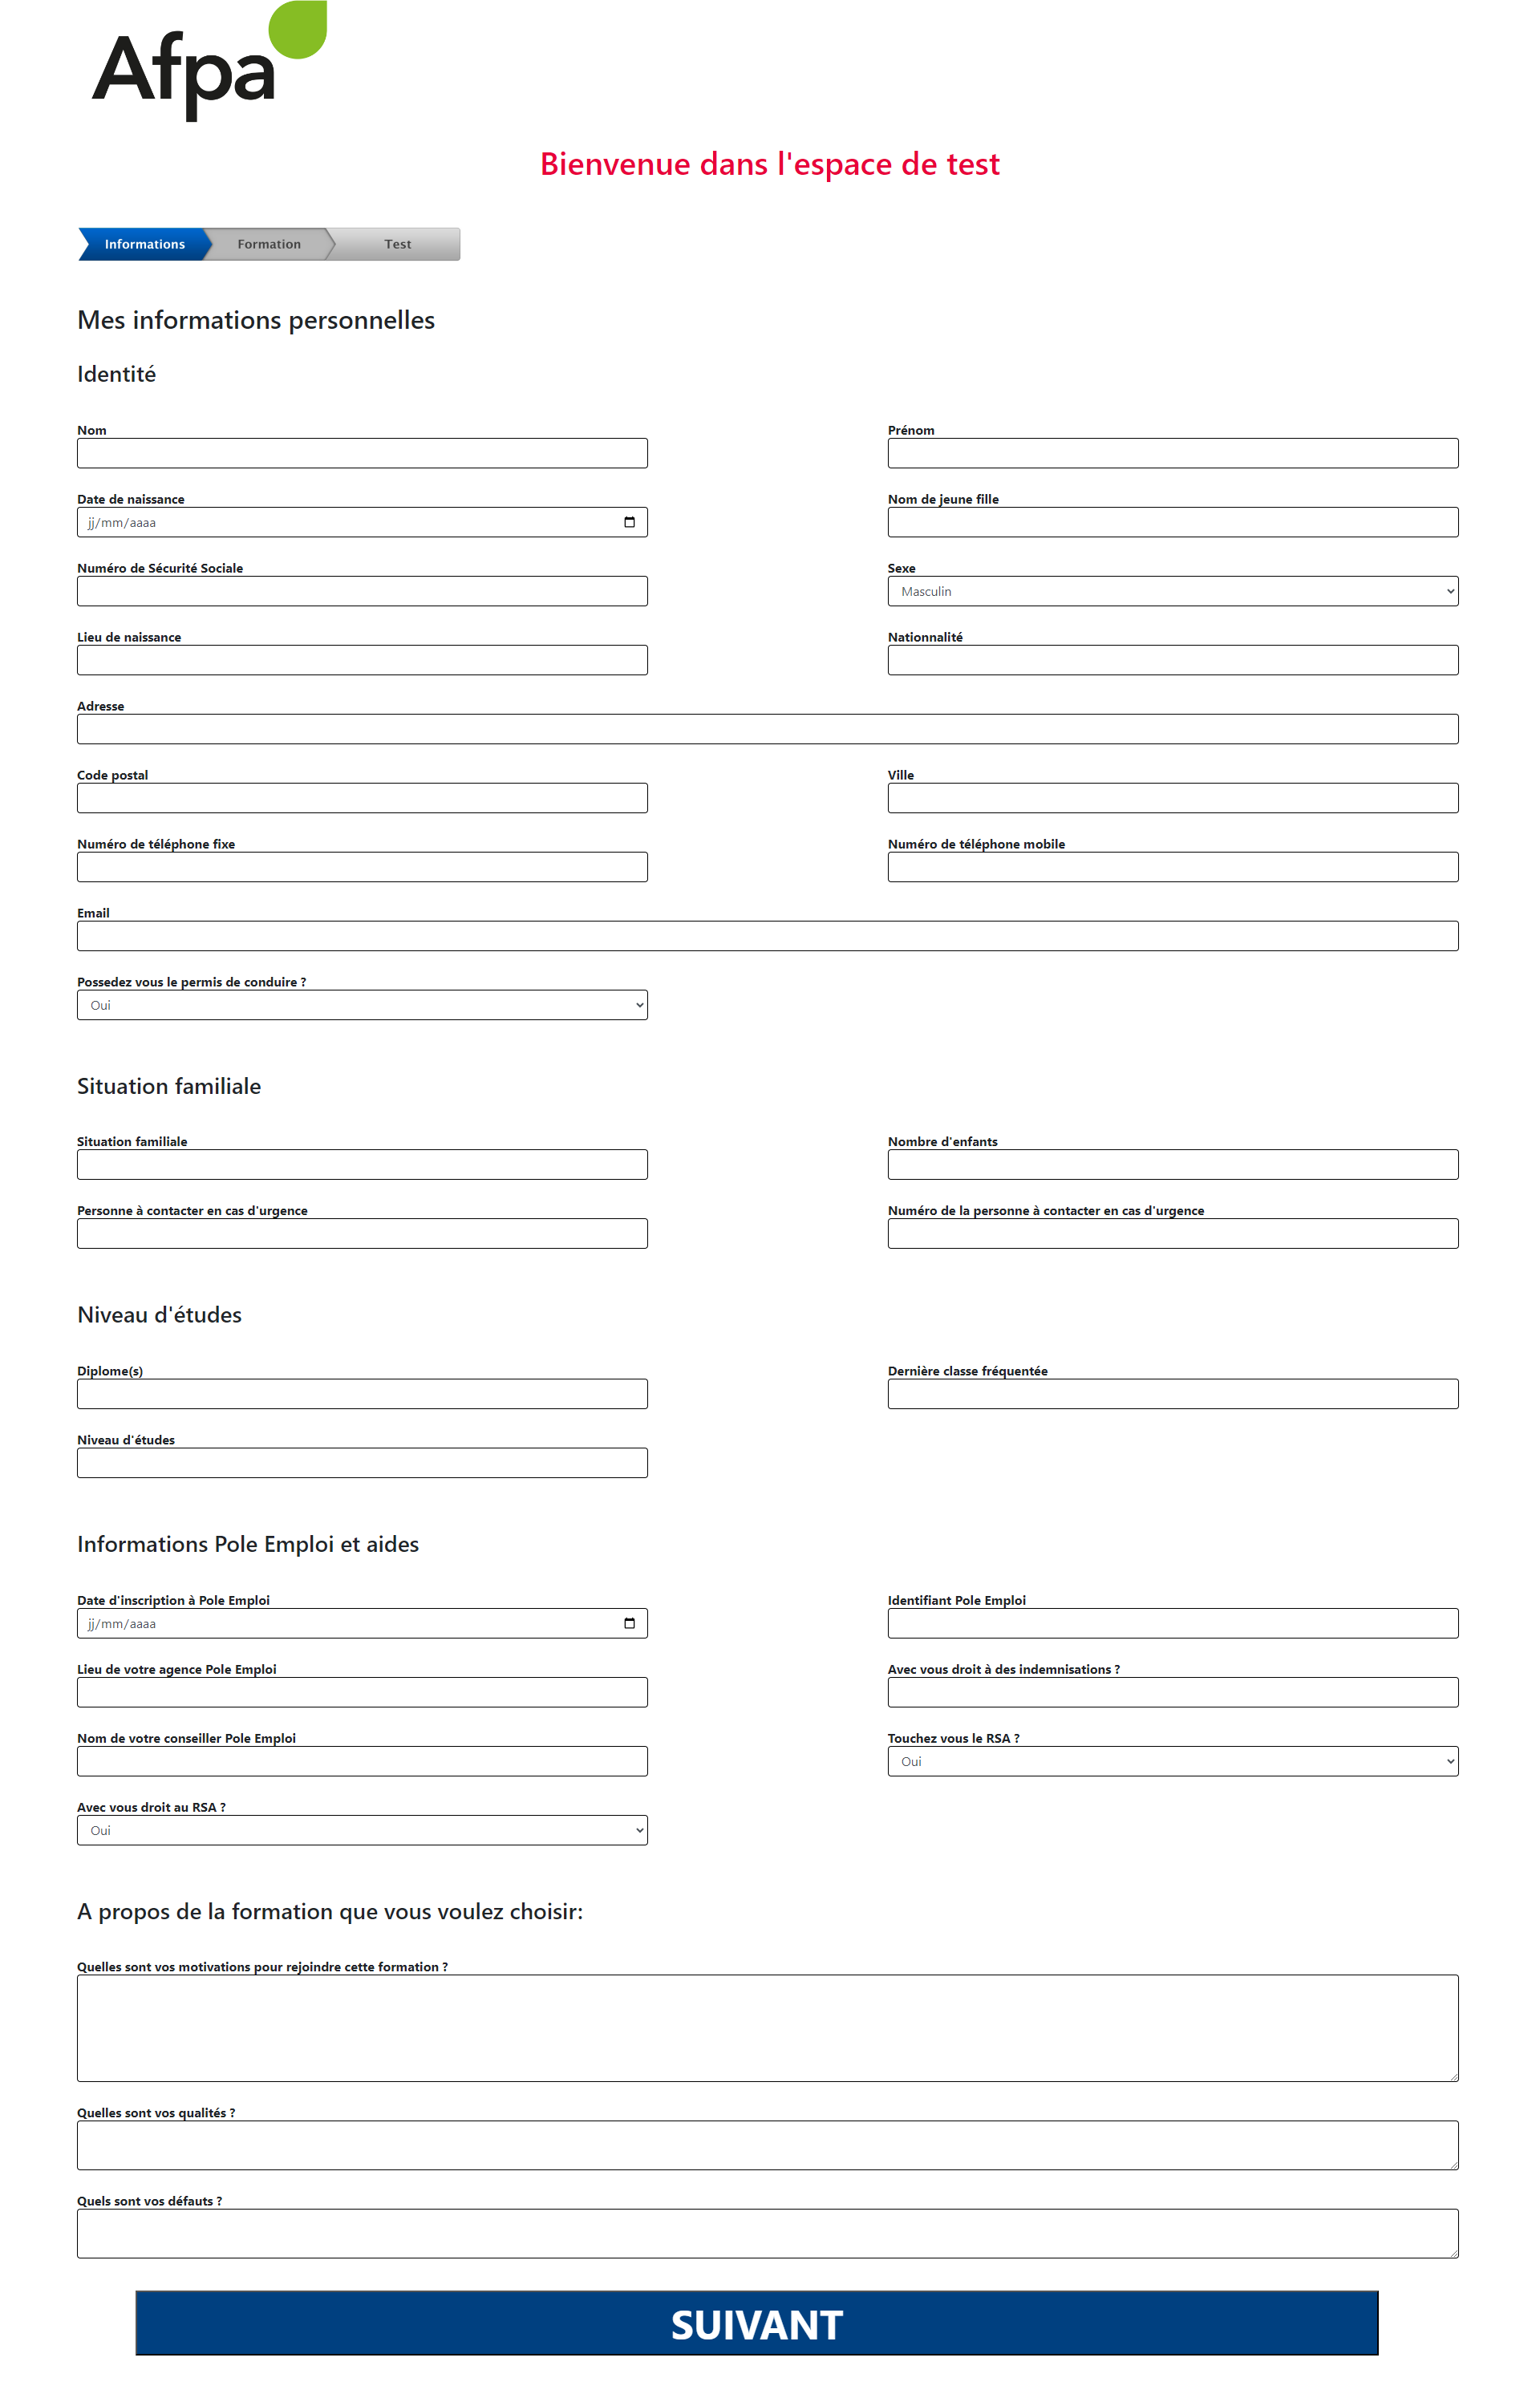 Afpa
Bienvenue dans l'espace de test
Informations Formation Test
Mes informations personnelles
Identité
Nom Prénom
Date de naissance Nom de jeune fille
jj/mm/aaaa
Numéro de Sécurité Sociale Sexe
Masculin
Lieu de naissance Nationnalité
Adresse
Code postal Ville
Numéro de téléphone fixe Numéro de téléphone mobile
Email
Possedez vous le permis de conduire ?
Oui
Situation familiale
Situation familiale Nombre d'enfants
Personne à contacter en cas d'urgence Numéro de la personne à contacter en cas d'urgence
Niveau d'études
Diplome(s) Dernière classe fréquentée
Niveau d'études
Informations Pole Emploi et aides
Date d'inscription à Pole Emploi Identifiant Pole Emploi
jj/mm/aaaa
Lieu de votre agence Pole Emploi Avec vous droit à des indemnisations ?
Nom de votre conseiller Pole Emploi Touchez vous le RSA ?
Oui
Avec vous droit au RSA ?
Oui
A propos de la formation que vous voulez choisir:
Quelles sont vos motivations pour rejoindre cette formation ?
Quelles sont vos qualités ?
Quels sont vos défauts ?
SUIVANT